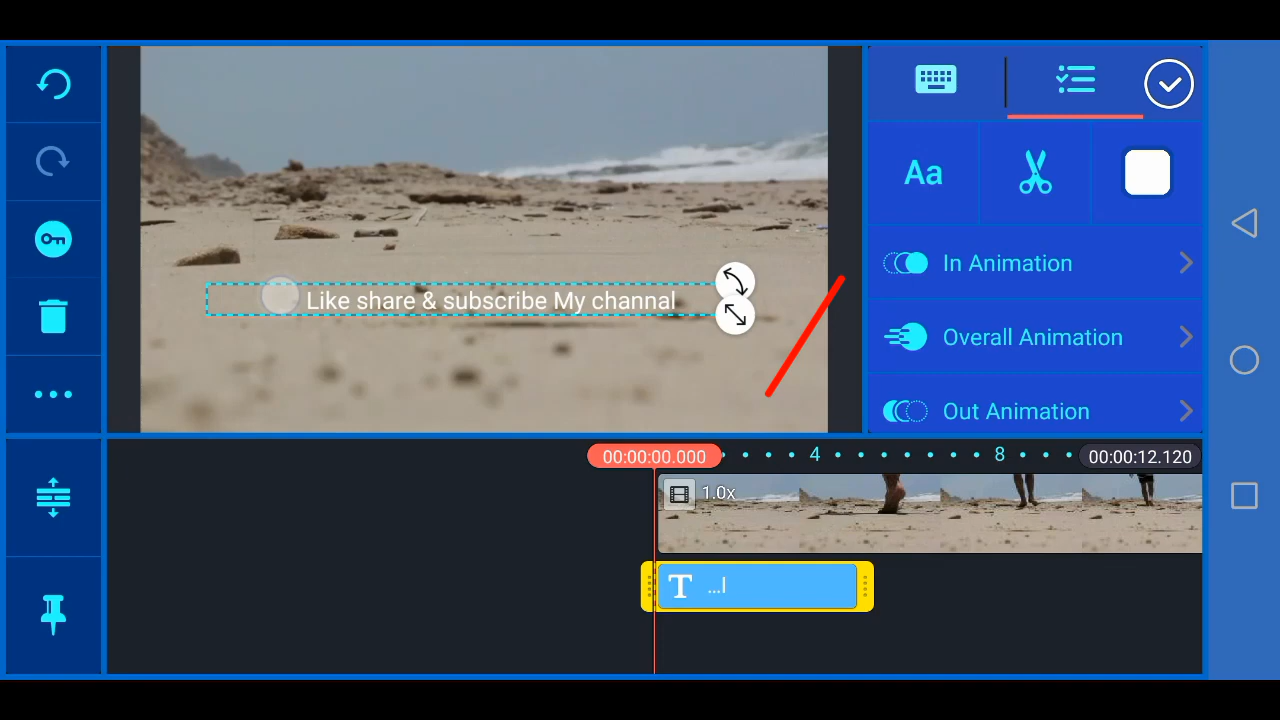 Aa
In Animation
Like share & subscribe My channal
Overall Animation
Out Animation
00:00:00.000
4
8
00:00:12.120
1.0x
T
...l